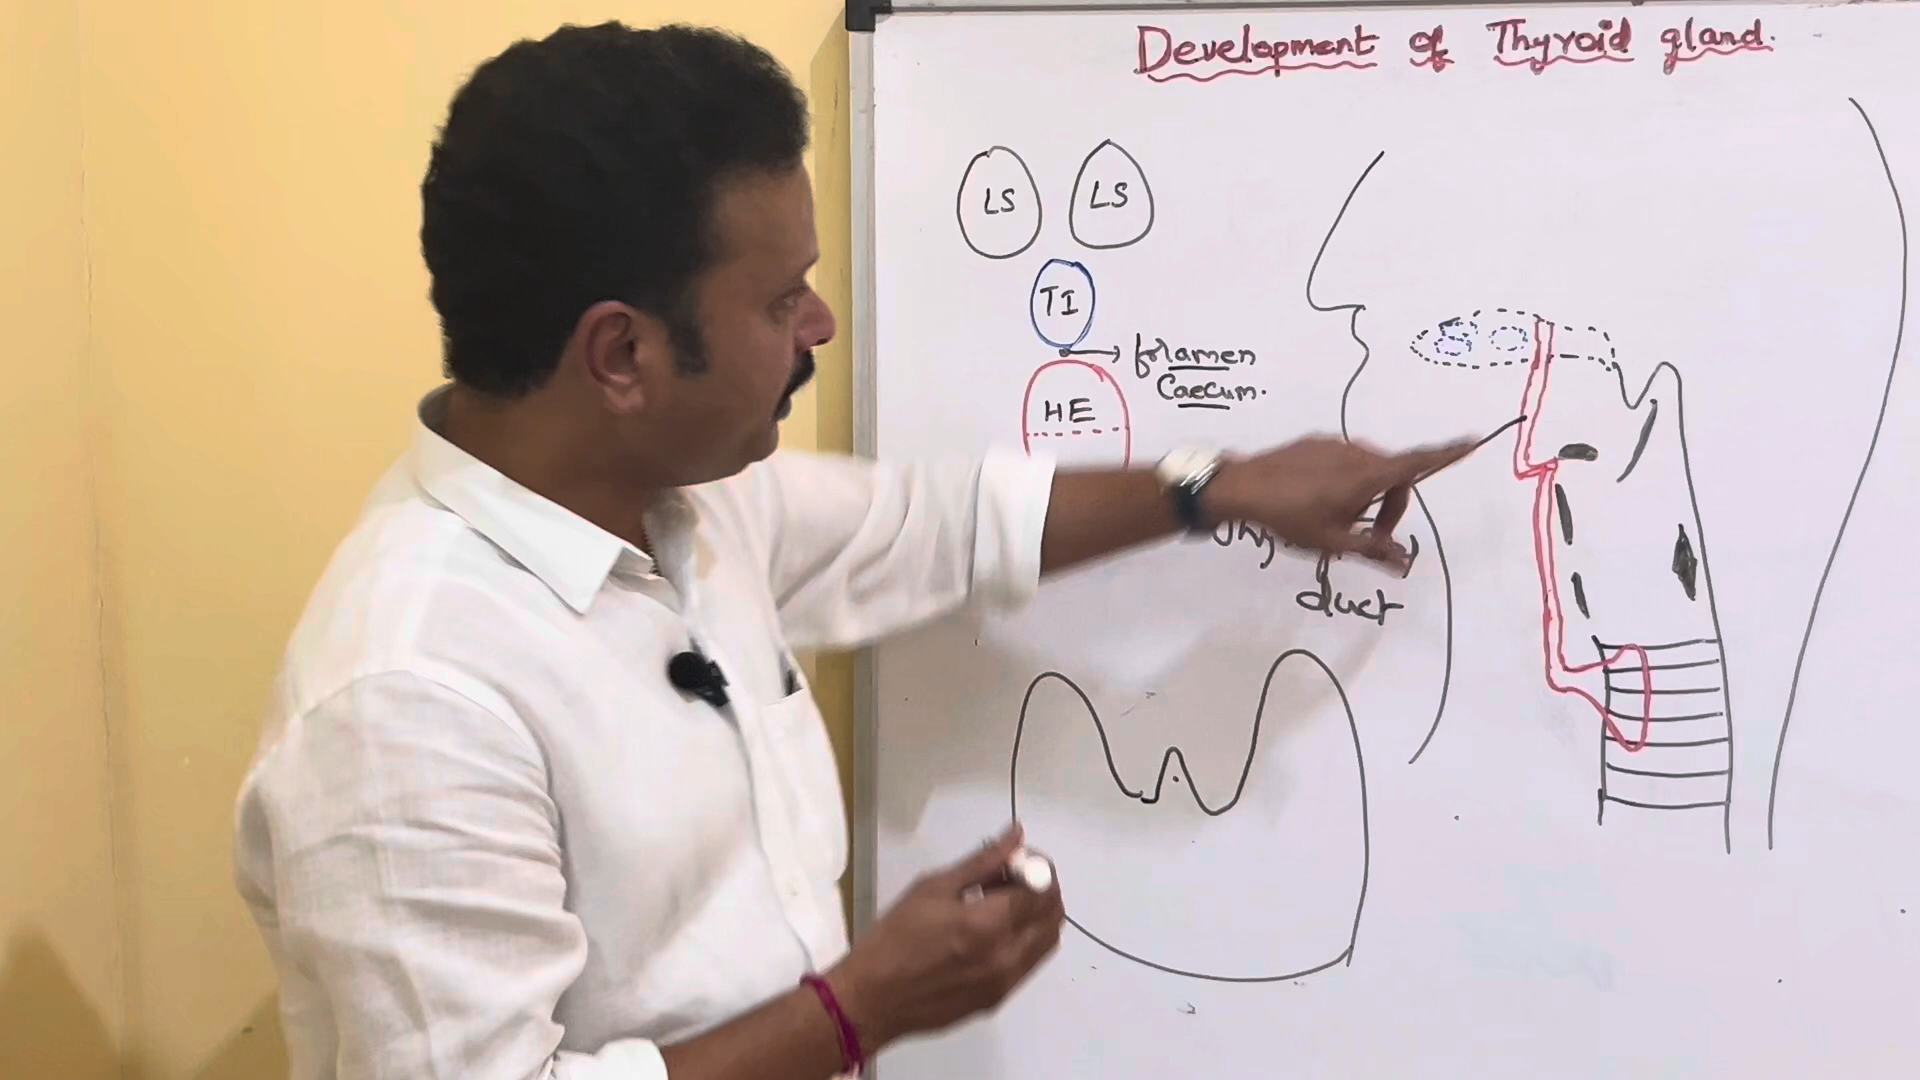 Development of Thyroid gland.
LS LS
TI
foramen
Caecum.
HE
duct